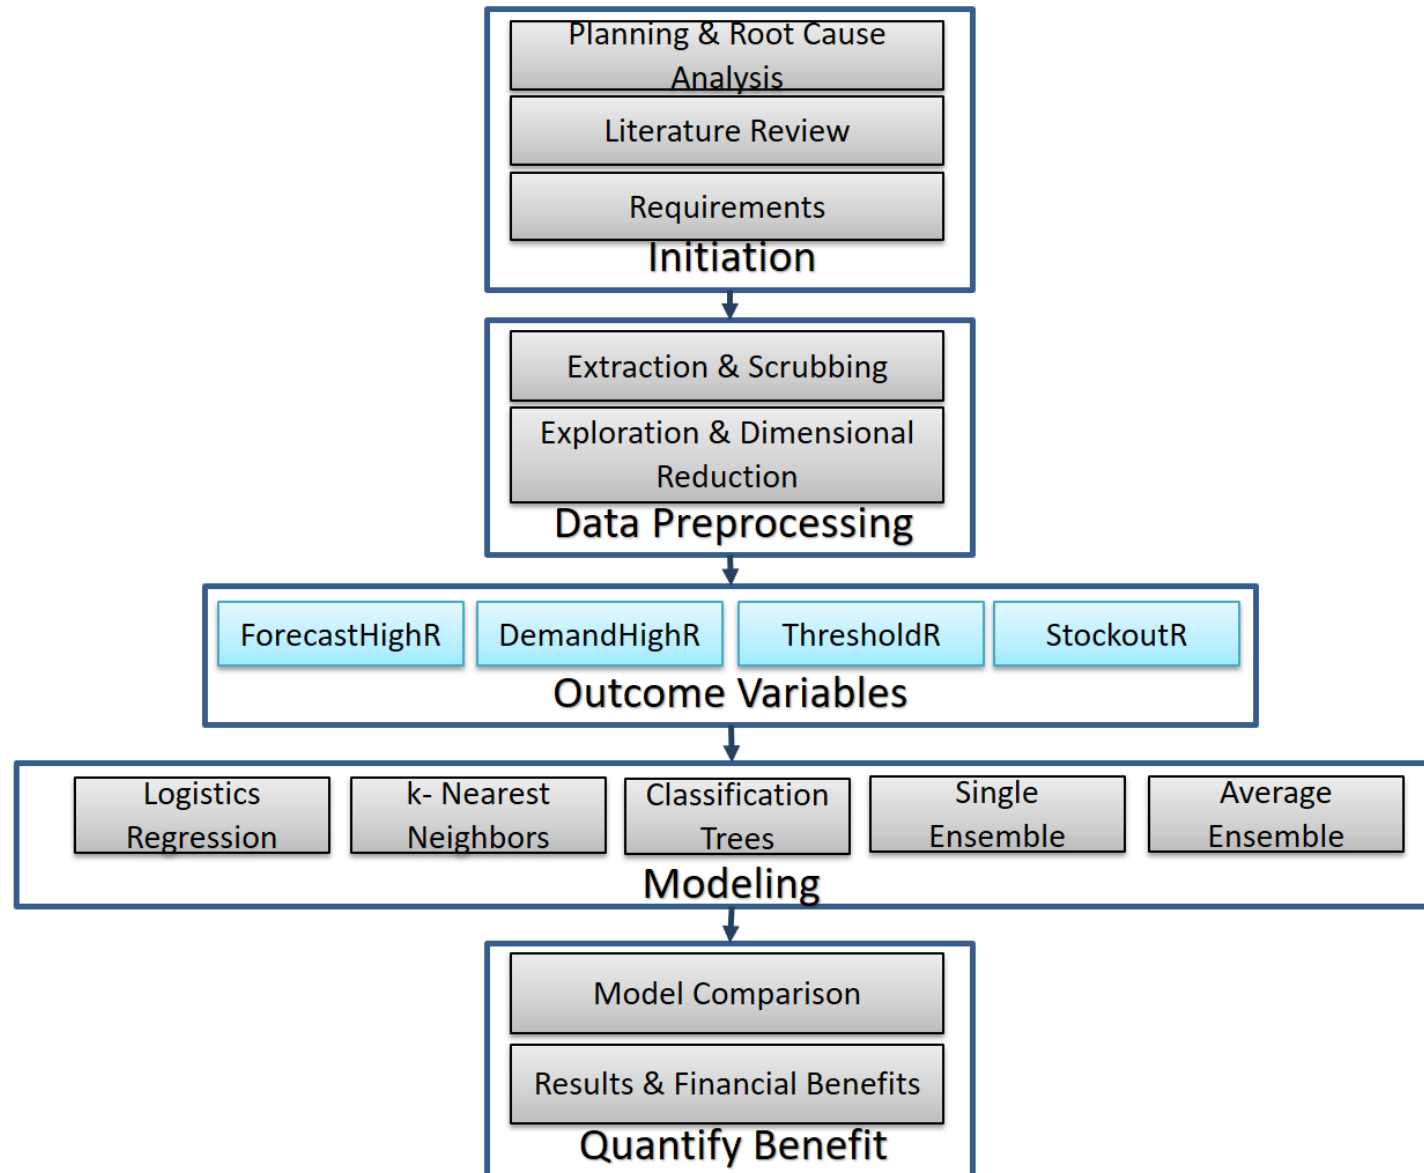 Planning & Root Cause
Analysis
Literature Review
Requirements
Initiation
Extraction & Scrubbing
Exploration & Dimensional
Reduction
Data Preprocessing
ForecastHighR
DemandHighR
ThresholdR
StockoutR
Outcome Variables
Logistics
Regression
k- Nearest
Neighbors
Classification
Trees
Single
Ensemble
Average
Ensemble
Modeling
Model Comparison
Results & Financial Benefits
Quantify Benefit